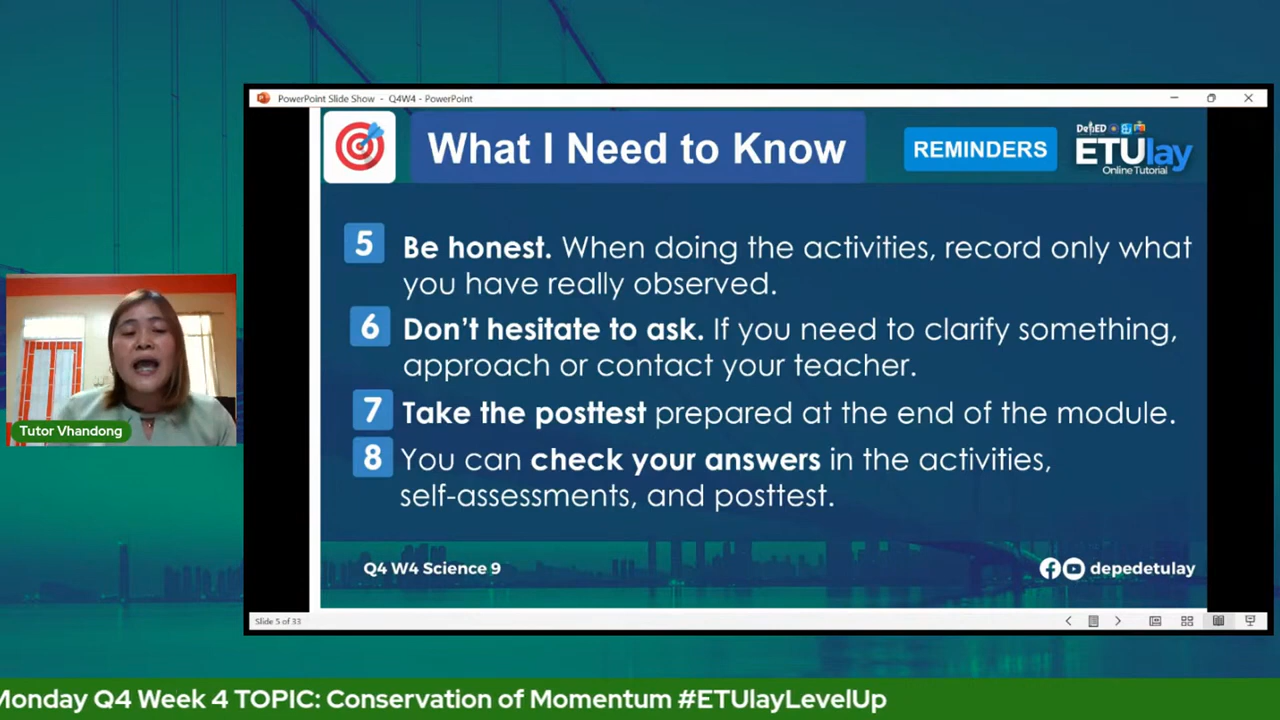 PowerPoint Slide Show - Q4W4 - PowerPoint
What I Need to Know
REMINDERS
DepED
ETUlay
Online Tutorial
5 Be honest. When doing the activities, record only what
you have really observed.
6 Don't hesitate to ask. If you need to clarify something,
approach or contact your teacher.
7 Take the posttest prepared at the end of the module.
8 You can check your answers in the activities,
self-assessments, and posttest.
Tutor Vhandong
Q4 W4 Science 9
depedetulay
Slide 5 of 33
Monday Q4 Week 4 TOPIC: Conservation of Momentum #ETUlayLevelUp